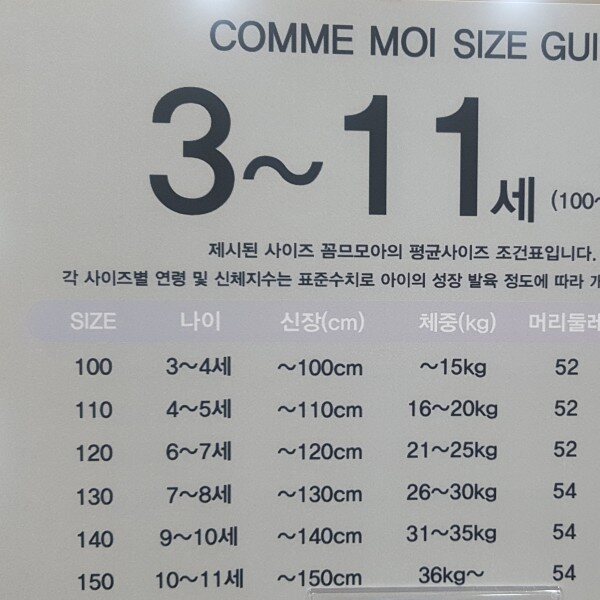 COMME MOI SIZE GUI
3~11세 (100~
제시된 사이즈 꼼므모아의 평균사이즈 조건표입니다.
각 사이즈별 연령 및 신체지수는 표준수치로 아이의 성장 발육 정도에 따라 개
SIZE 나이 신장(cm) 체중(kg) 머리둘레
100 3~4세 ~100cm ~15kg 52
110 4~5세 ~110cm 16~20kg 52
120 6~7세 ~120cm 21~25kg 52
130 7~8세 ~130cm 26~30kg 54
140 9~10세 ~140cm 31~35kg 54
150 10~11세 ~150cm 36kg~ 54